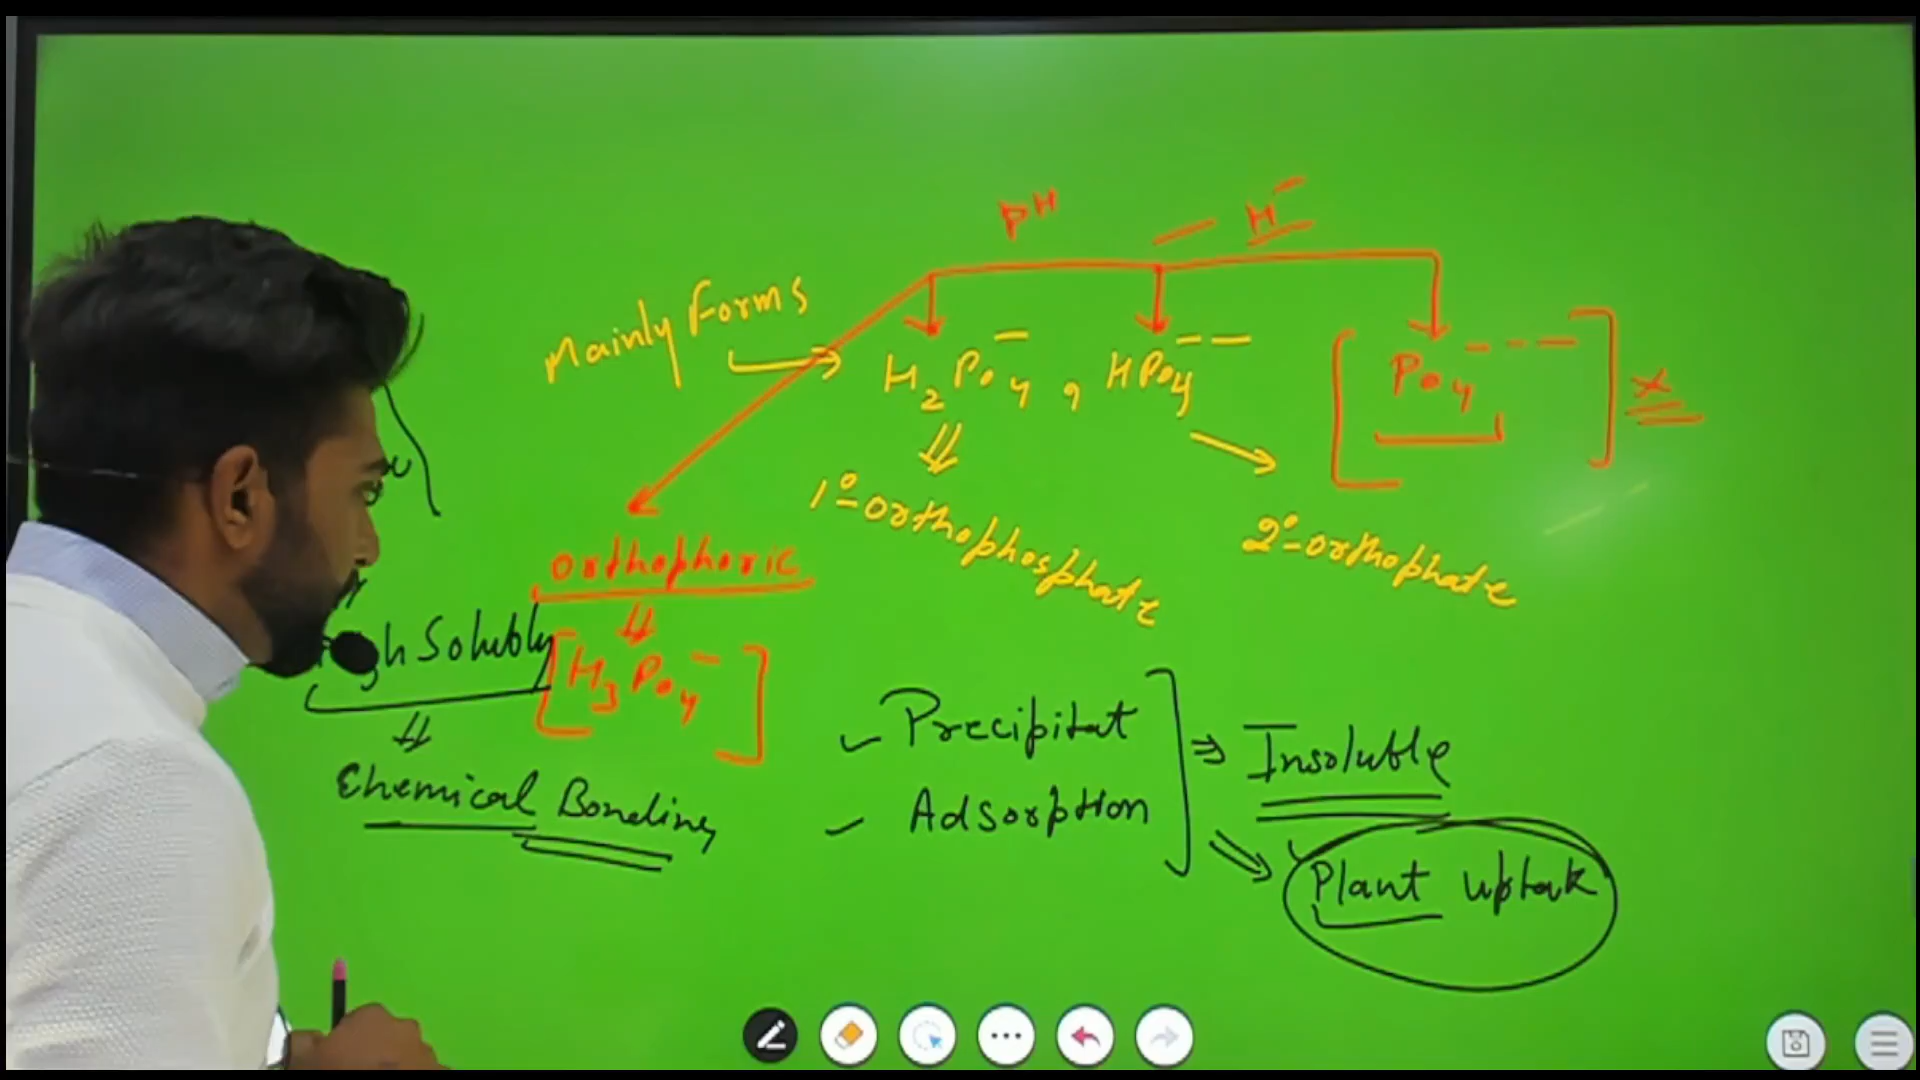 pH - H⁻
Mainly Forms
H₂PO₄⁻ , HPO₄⁻⁻ [PO₄⁻⁻⁻] x
1°-orthophosphate
2°-orthophate
orthophoric
[H₃PO₄⁻]
Solubly
Chemical Bonding
Precipitat
Adsorption
Insoluble
Plant uptak